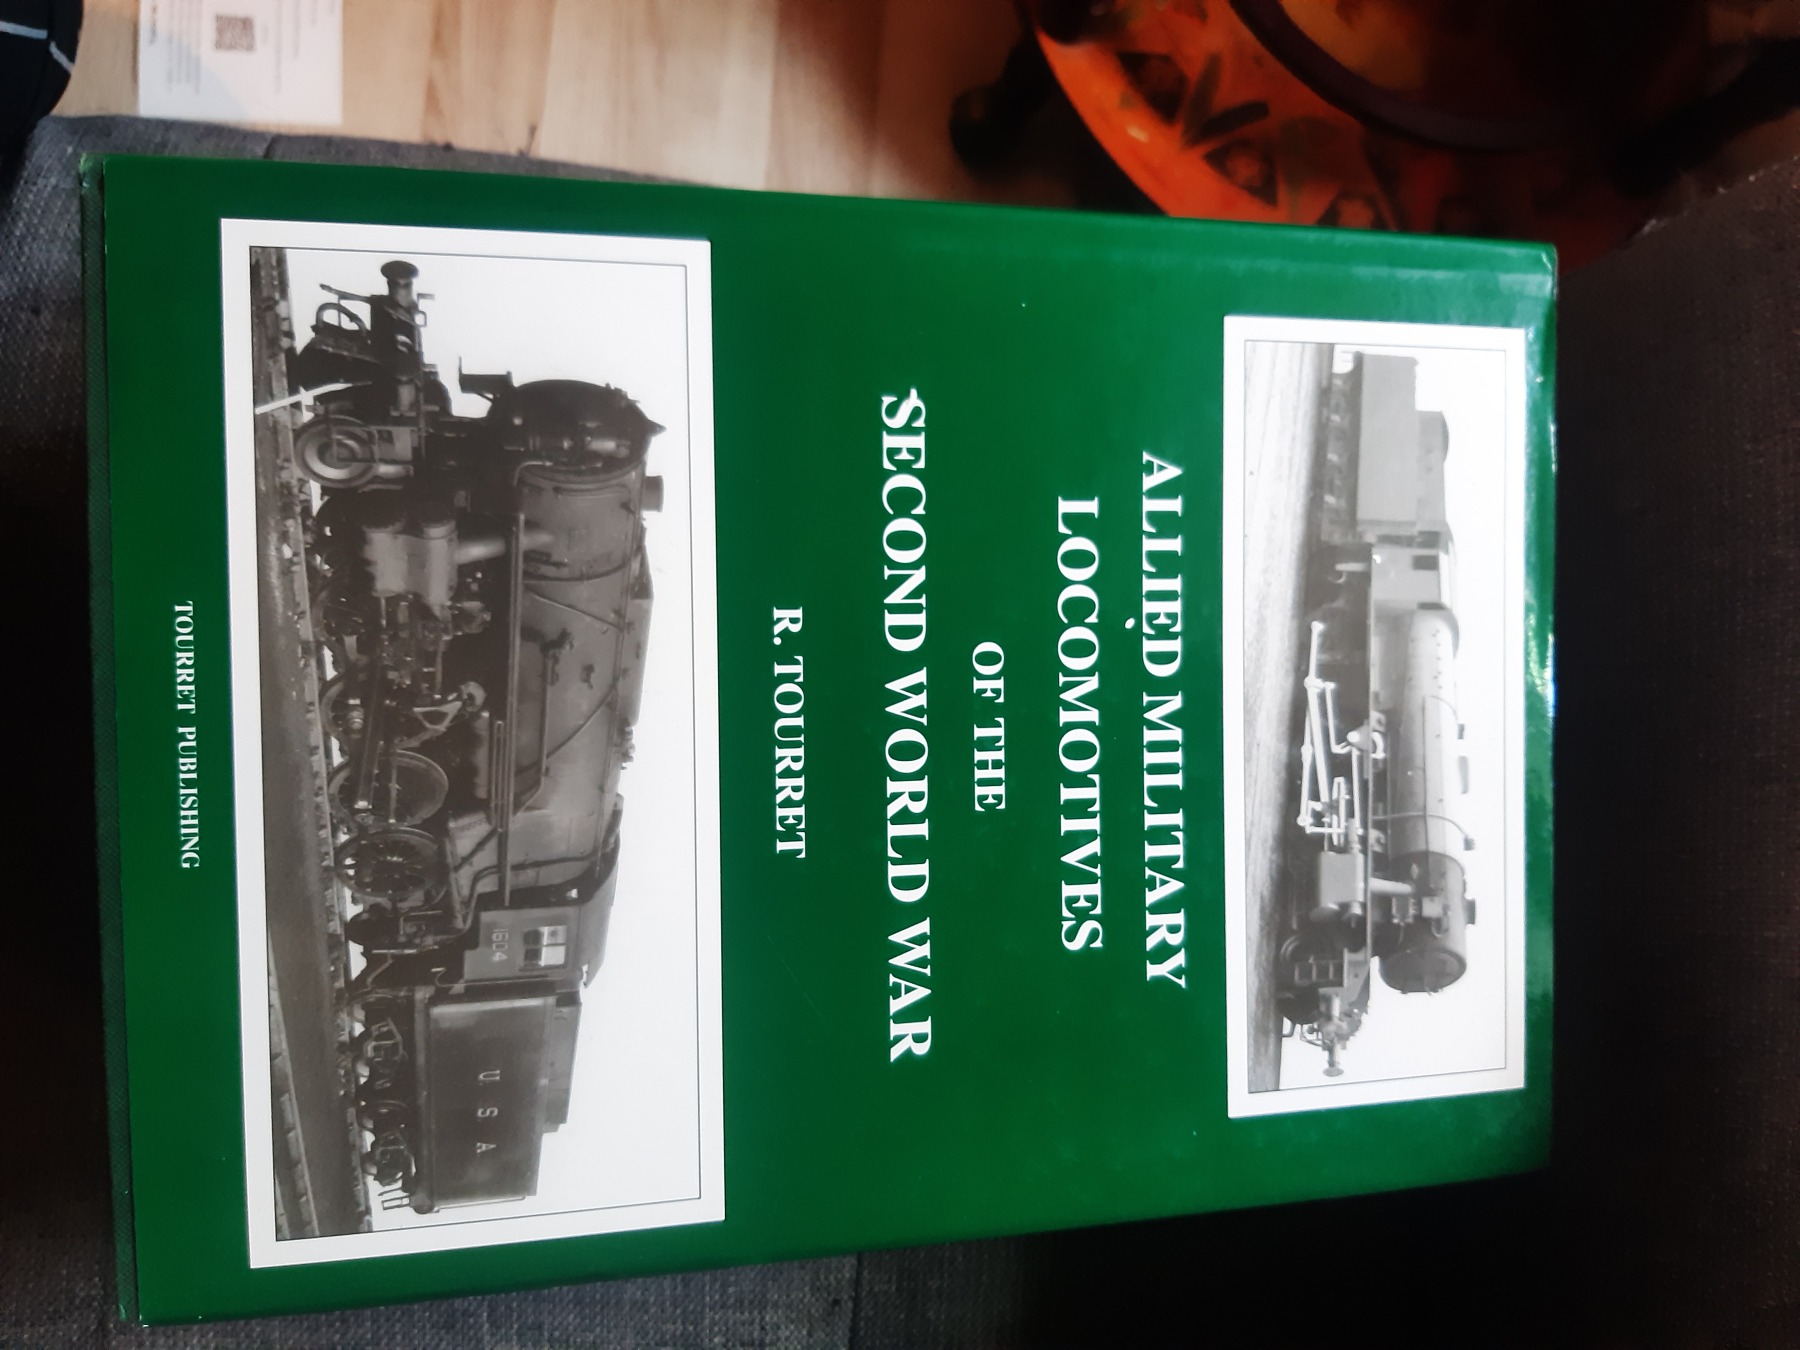 ALLIED MILITARY
LOCOMOTIVES
OF THE
SECOND WORLD WAR
R. TOURRET
1604
U S A
TOURRET PUBLISHING